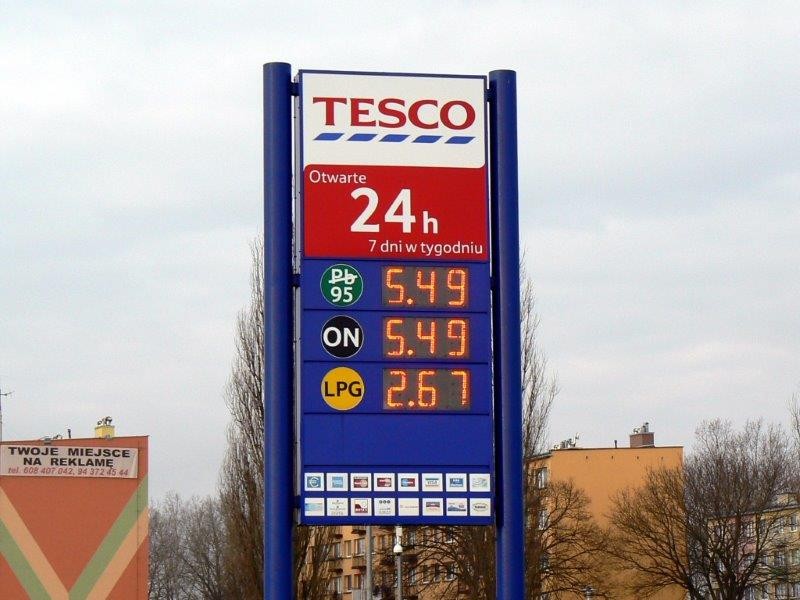 TESCO
Otwarte
24h
7 dni w tygodniu
Pb
95
5.49
ON
5.49
LPG
2.67
TWOJE MIEJSCE
NA REKLAMĘ
tel. 608 407 042, 94 372 45 44